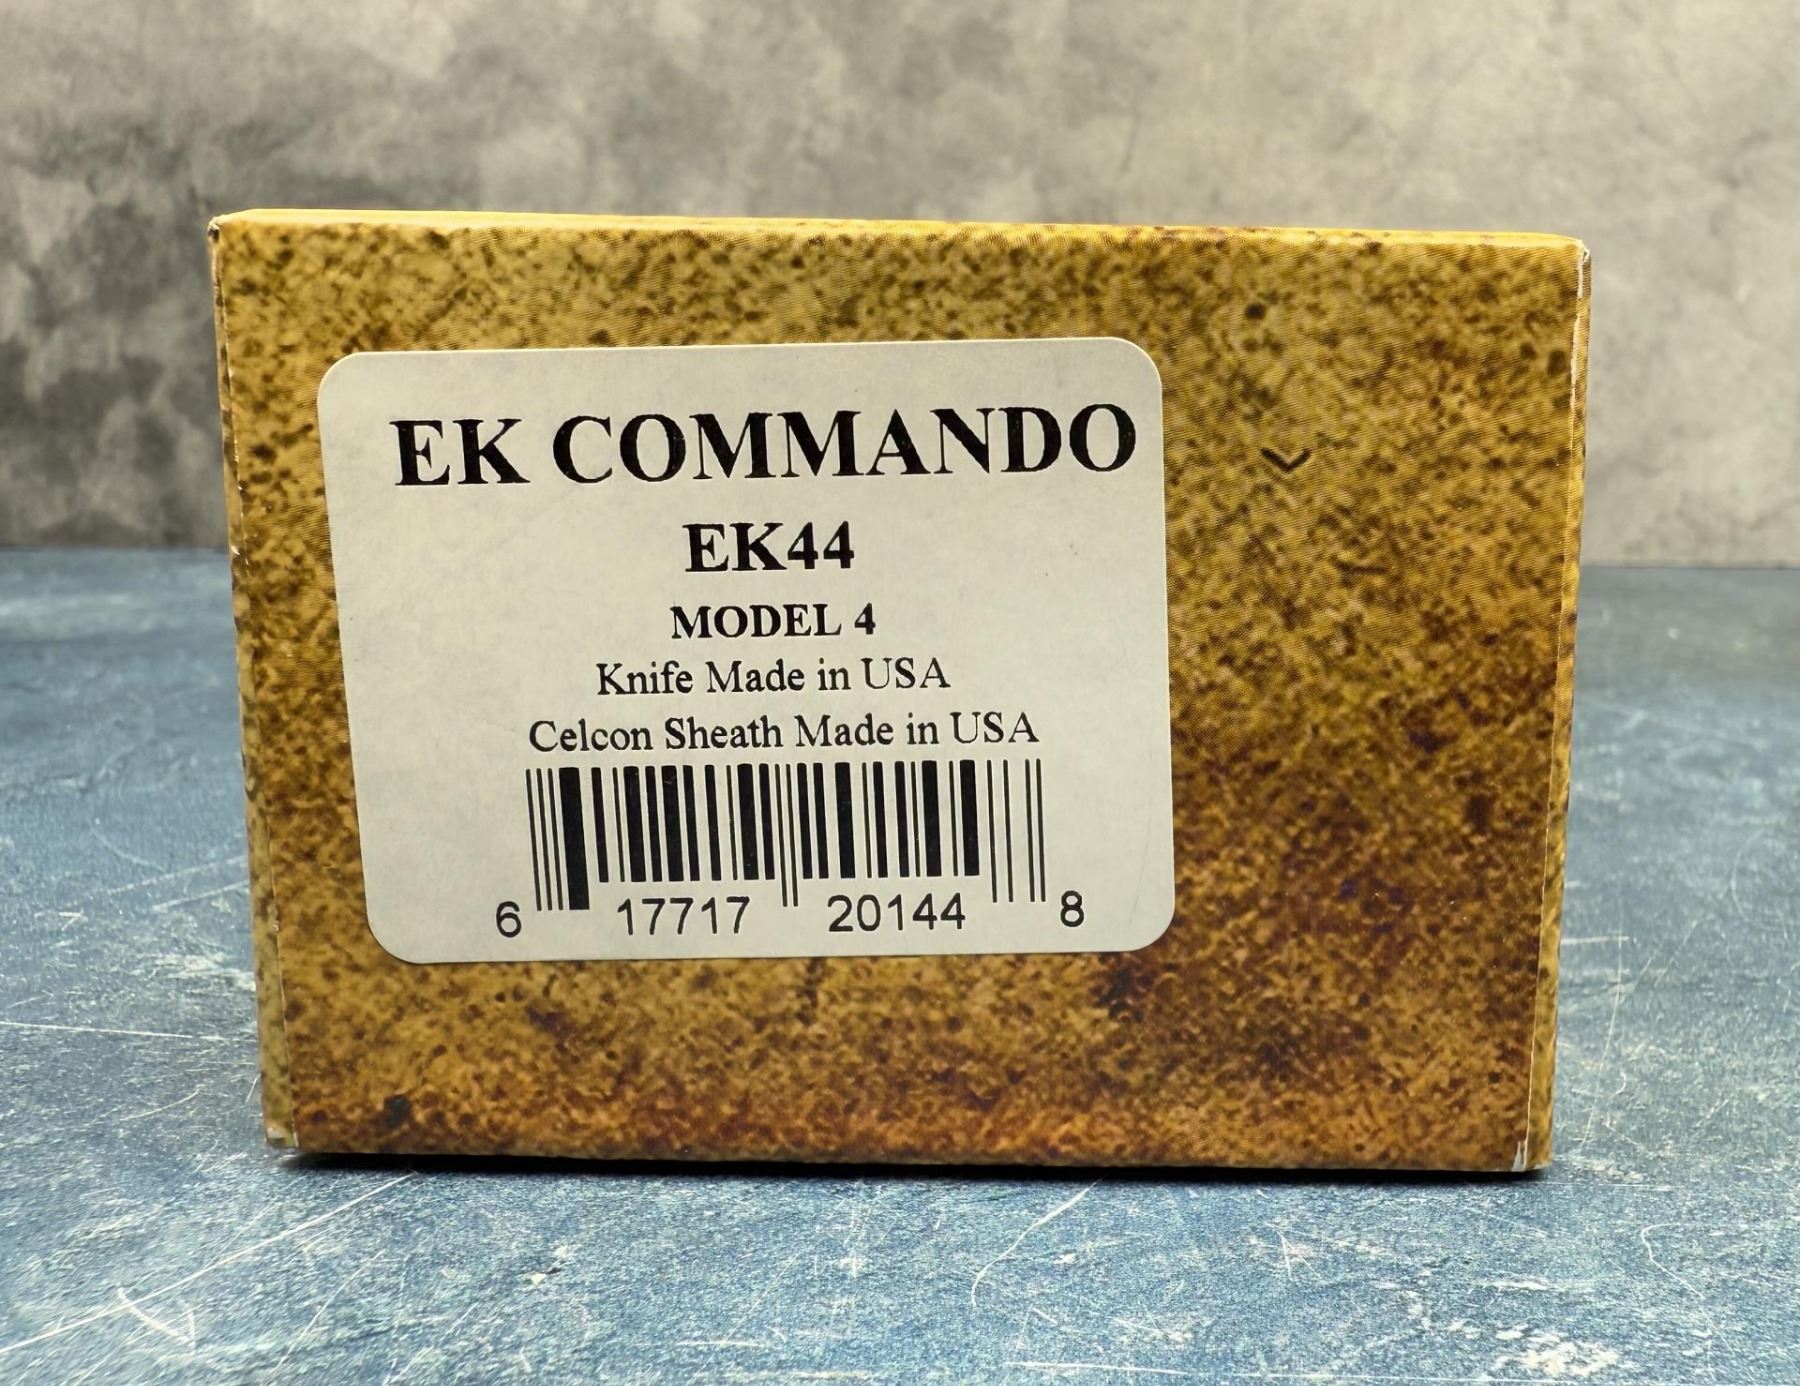 EK COMMANDO
EK44
MODEL 4
Knife Made in USA
Celcon Sheath Made in USA
6 17717 20144 8